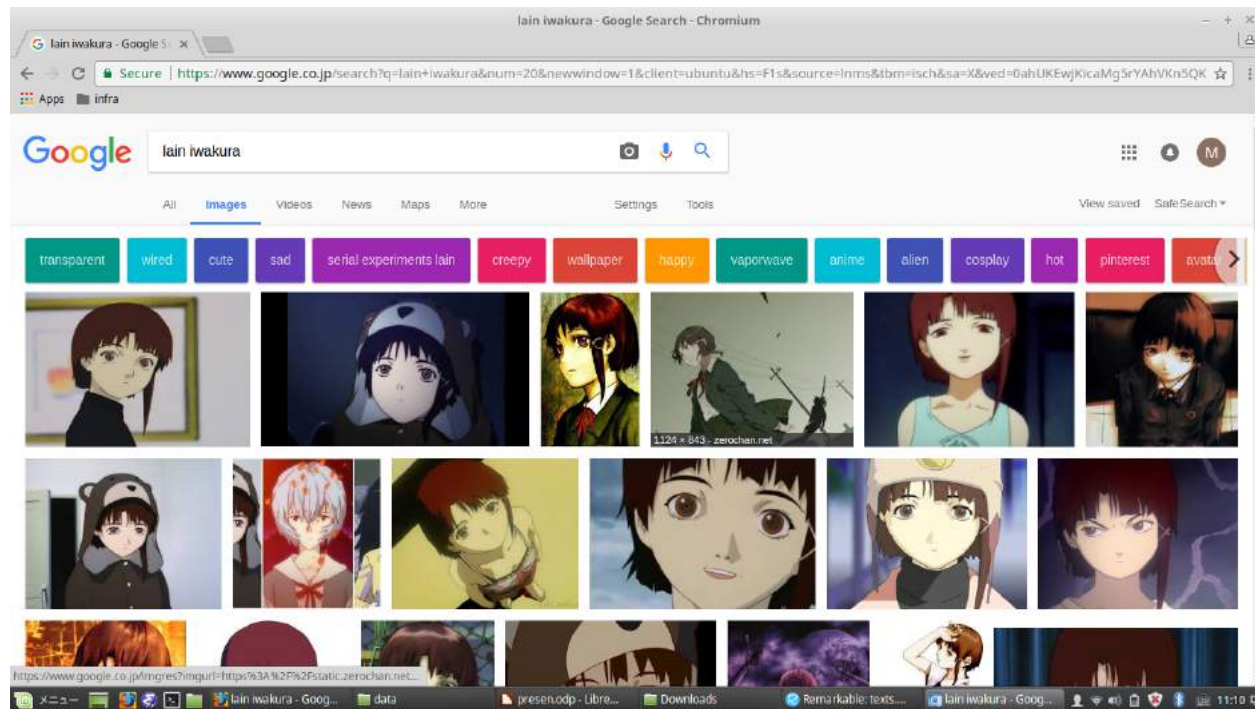 lain iwakura - Google Search - Chromium
lain iwakura - Google S
Secure | https://www.google.co.jp/search?q=lain+iwakura&num=20&newwindow=1&client=ubuntu&hs=F1s&source=lnms&tbm=isch&sa=X&ved=0ahUKEwjKicaMg5rYAhVKn5QK
Apps infra
Google lain iwakura M
All Images Videos News Maps More Settings Tools View saved SafeSearch
transparent wired cute sad serial experiments lain creepy wallpaper happy vaporwave anime alien cosplay hot pinterest avatar
1124 × 843 - zerochan.net
https://www.google.co.jp/imgres?imgurl=https%3A%2F%2Fstatic.zerochan.net...
メニュー lain iwakura - Goog... data presen.odp - Libre... Downloads Remarkable: texts.... lain iwakura - Goog... 11:10